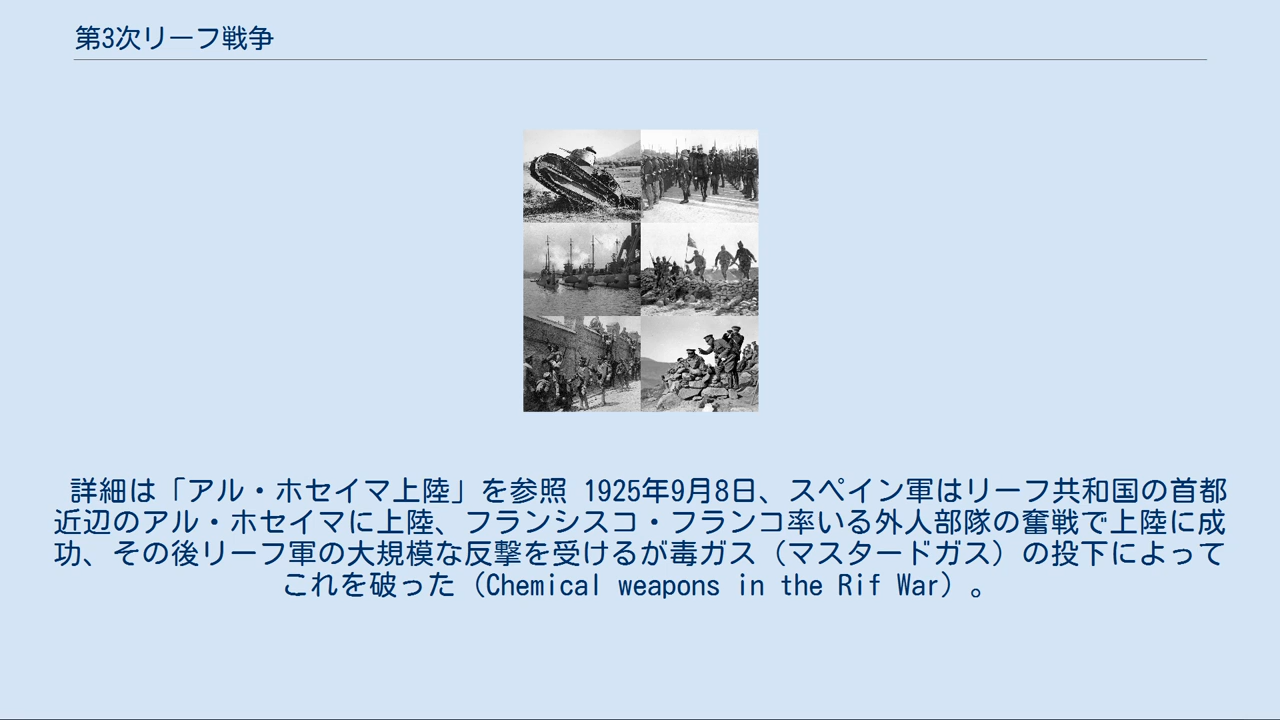 第3次リーフ戦争
詳細は「アル・ホセイマ上陸」を参照 1925年9月8日、スペイン軍はリーフ共和国の首都
近辺のアル・ホセイマに上陸、フランシスコ・フランコ率いる外人部隊の奮戦で上陸に成
功、その後リーフ軍の大規模な反撃を受けるが毒ガス（マスタードガス）の投下によって
これを破った（Chemical weapons in the Rif War）。